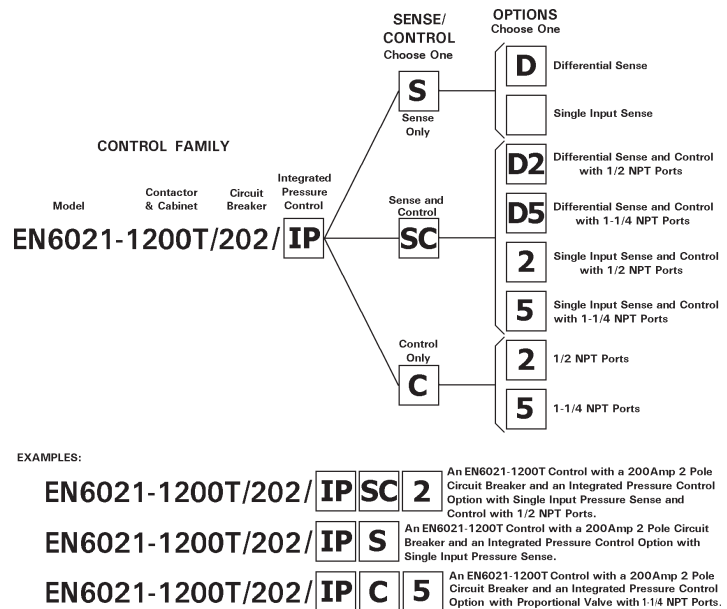 SENSE/
CONTROL
Choose One
OPTIONS
Choose One
S
Sense
Only
D
Differential Sense
Single Input Sense
CONTROL FAMILY
Model
Contactor
& Cabinet
Circuit
Breaker
Integrated
Pressure
Control
EN6021-1200T/202/ IP
Sense and
Control
SC
D2
Differential Sense and Control
with 1/2 NPT Ports
D5
Differential Sense and Control
with 1-1/4 NPT Ports
2
Single Input Sense and Control
with 1/2 NPT Ports
5
Single Input Sense and Control
with 1-1/4 NPT Ports
Control
Only
C
2
1/2 NPT Ports
5
1-1/4 NPT Ports
EXAMPLES:
EN6021-1200T/202/ IP SC 2
An EN6021-1200T Control with a 200Amp 2 Pole
Circuit Breaker and an Integrated Pressure Control
Option with Single Input Pressure Sense and
Control with 1/2 NPT Ports.
EN6021-1200T/202/ IP S
An EN6021-1200T Control with a 200Amp 2 Pole Circuit
Breaker and an Integrated Pressure Control Option with
Single Input Pressure Sense.
EN6021-1200T/202/ IP C 5
An EN6021-1200T Control with a 200Amp 2 Pole
Circuit Breaker and an Integrated Pressure Control
Option with Proportional Valve with 1-1/4 NPT Ports.